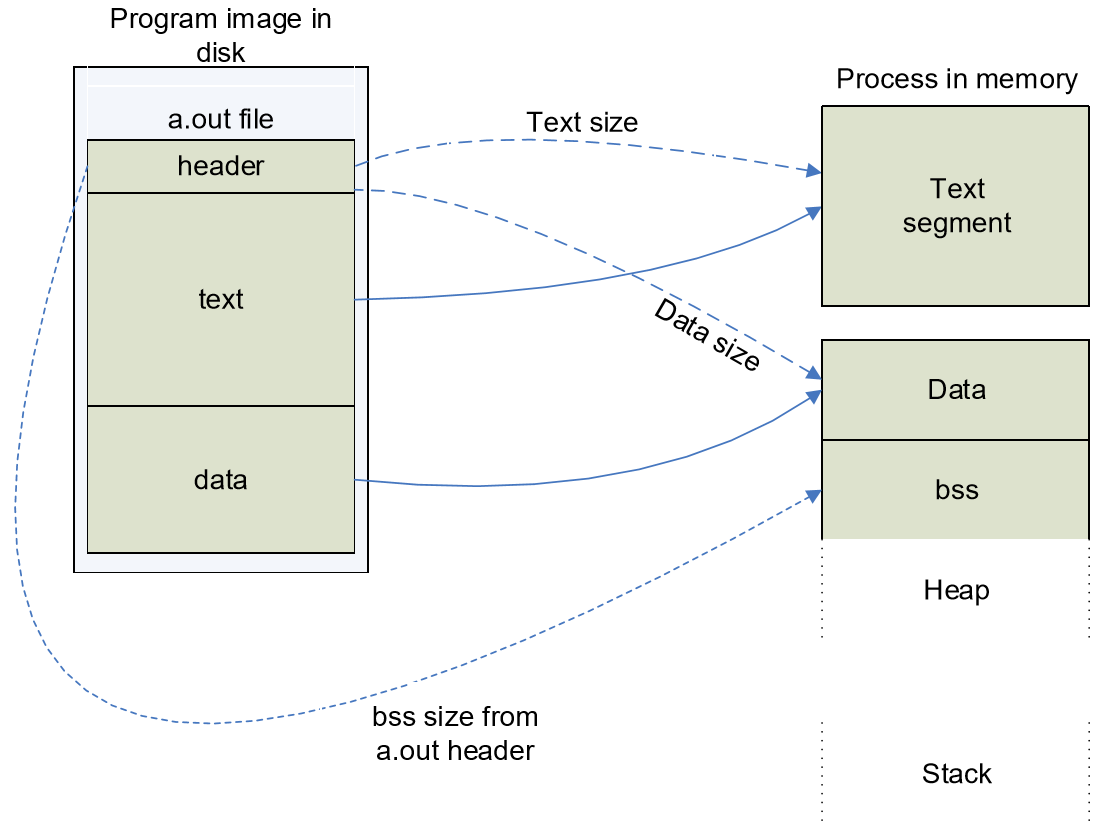 Program image in
disk
a.out file
header
text
data
Text size
Data size
bss size from
a.out header
Process in memory
Text
segment
Data
bss
Heap
Stack